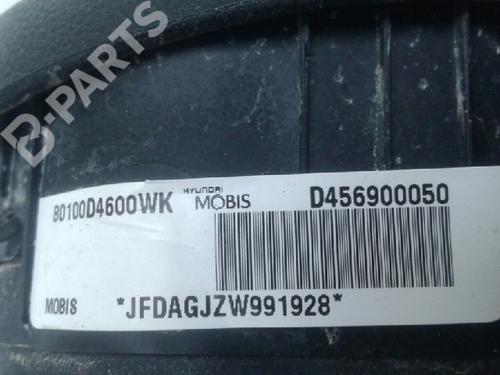 B-PARTS
80100D4600WK
HYUNDAI
MOBIS
D456900050
MOBIS
*JFDAGJZW991928*